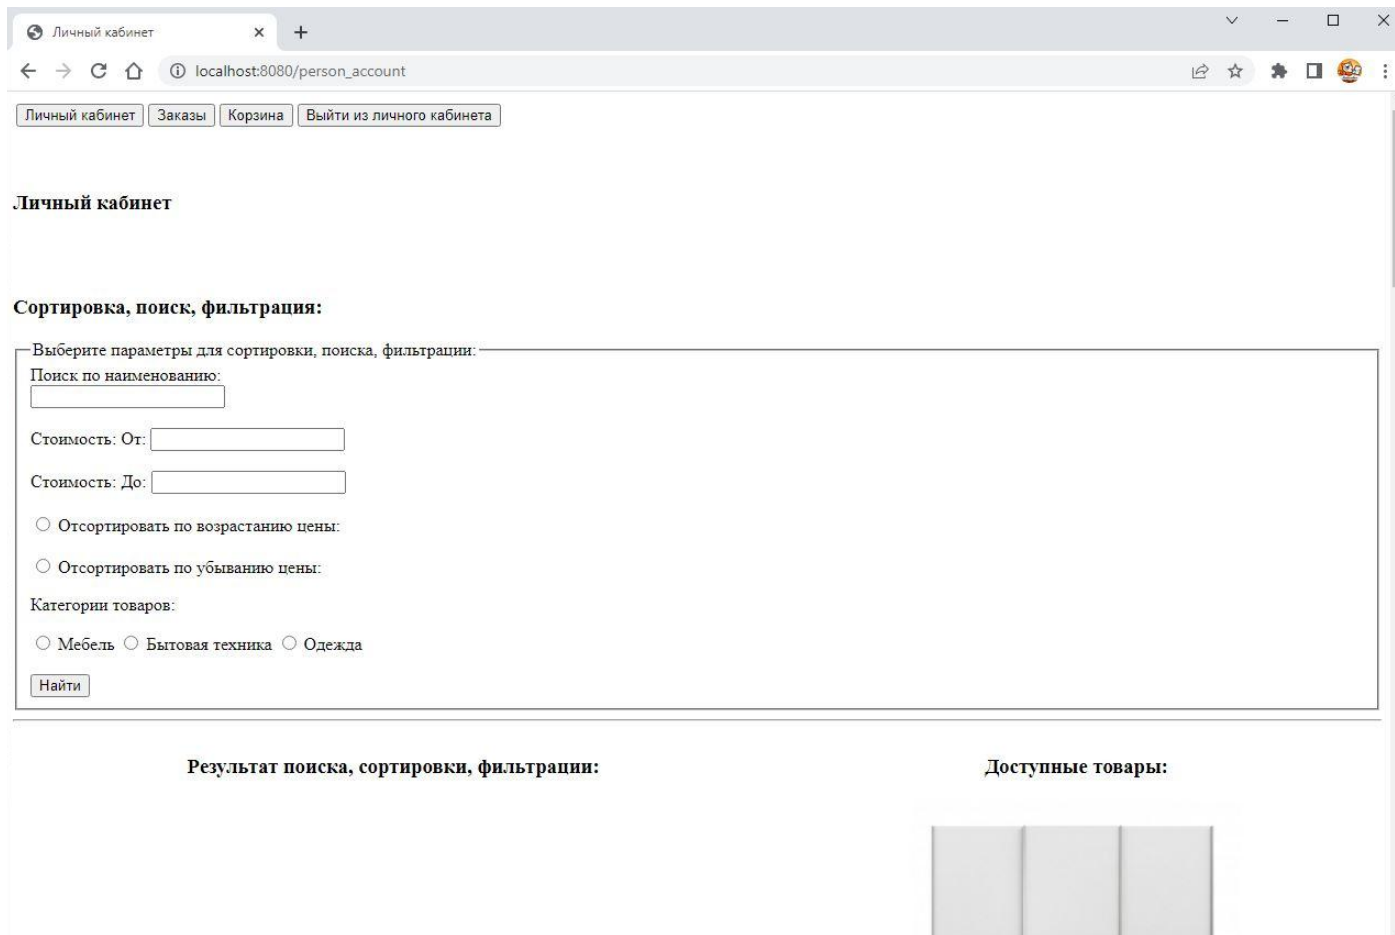 Личный кабинет
localhost:8080/person_account
Личный кабинет Заказы Корзина Выйти из личного кабинета
Личный кабинет
Сортировка, поиск, фильтрация:
Выберите параметры для сортировки, поиска, фильтрации:
Поиск по наименованию:
Стоимость: От:
Стоимость: До:
Отсортировать по возрастанию цены:
Отсортировать по убыванию цены:
Категории товаров:
Мебель Бытовая техника Одежда
Найти
Результат поиска, сортировки, фильтрации: Доступные товары: